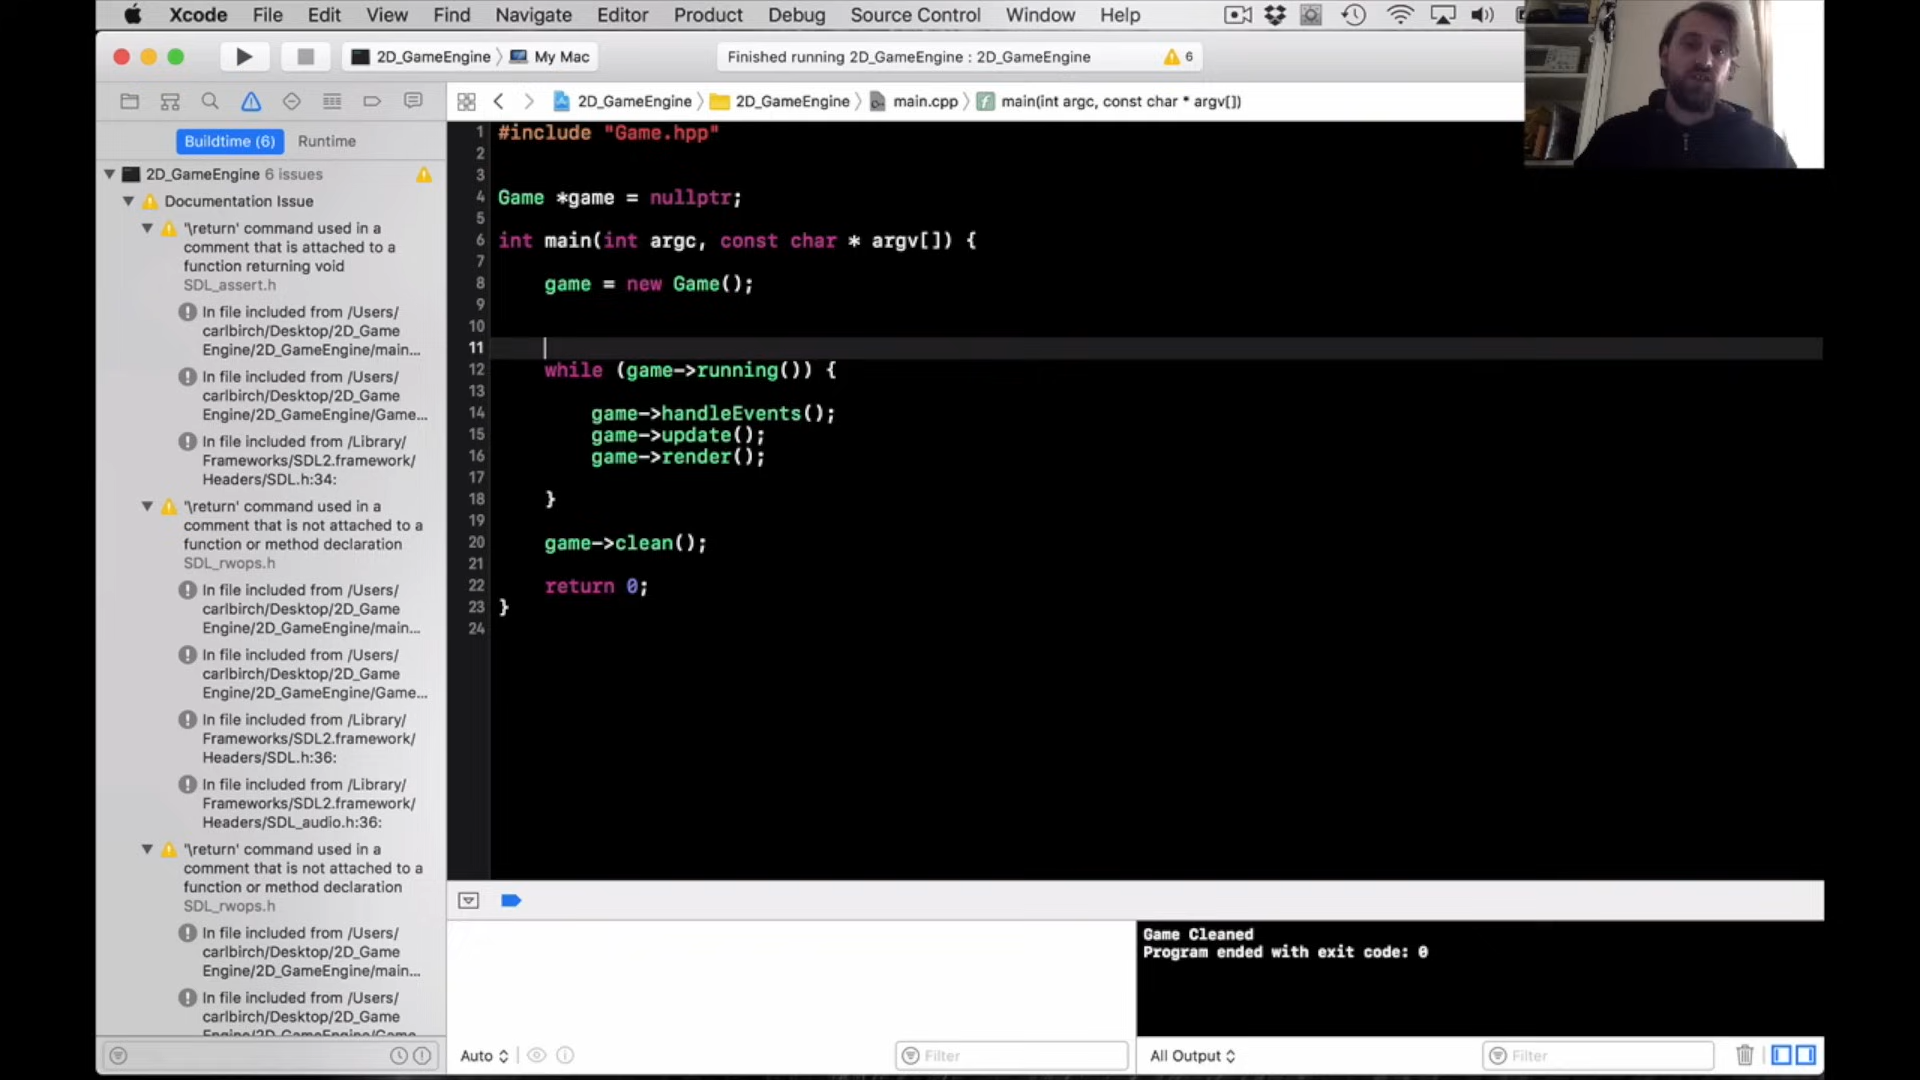 Xcode File Edit View Find Navigate Editor Product Debug Source Control Window Help
2D_GameEngine My Mac
Finished running 2D_GameEngine : 2D_GameEngine 6
2D_GameEngine 2D_GameEngine main.cpp main(int argc, const char * argv[])
Buildtime (6) Runtime
2D_GameEngine 6 issues
Documentation Issue
'\return' command used in a
comment that is attached to a
function returning void
SDL_assert.h
In file included from /Users/
carlbirch/Desktop/2D_Game
Engine/2D_GameEngine/main...
In file included from /Users/
carlbirch/Desktop/2D_Game
Engine/2D_GameEngine/Game...
In file included from /Library/
Frameworks/SDL2.framework/
Headers/SDL.h:34:
'\return' command used in a
comment that is not attached to a
function or method declaration
SDL_rwops.h
In file included from /Users/
carlbirch/Desktop/2D_Game
Engine/2D_GameEngine/main...
In file included from /Users/
carlbirch/Desktop/2D_Game
Engine/2D_GameEngine/Game...
In file included from /Library/
Frameworks/SDL2.framework/
Headers/SDL.h:36:
In file included from /Library/
Frameworks/SDL2.framework/
Headers/SDL_audio.h:36:
'\return' command used in a
comment that is not attached to a
function or method declaration
SDL_rwops.h
In file included from /Users/
carlbirch/Desktop/2D_Game
Engine/2D_GameEngine/main...
In file included from /Users/
carlbirch/Desktop/2D_Game
Engine/2D_GameEngine/Game
1 #include "Game.hpp"
2
3
4 Game *game = nullptr;
5
6 int main(int argc, const char * argv[]) {
7
8 game = new Game();
9
10
11
12 while (game->running()) {
13
14 game->handleEvents();
15 game->update();
16 game->render();
17
18 }
19
20 game->clean();
21
22 return 0;
23 }
24
Game Cleaned
Program ended with exit code: 0
Auto Filter
All Output Filter